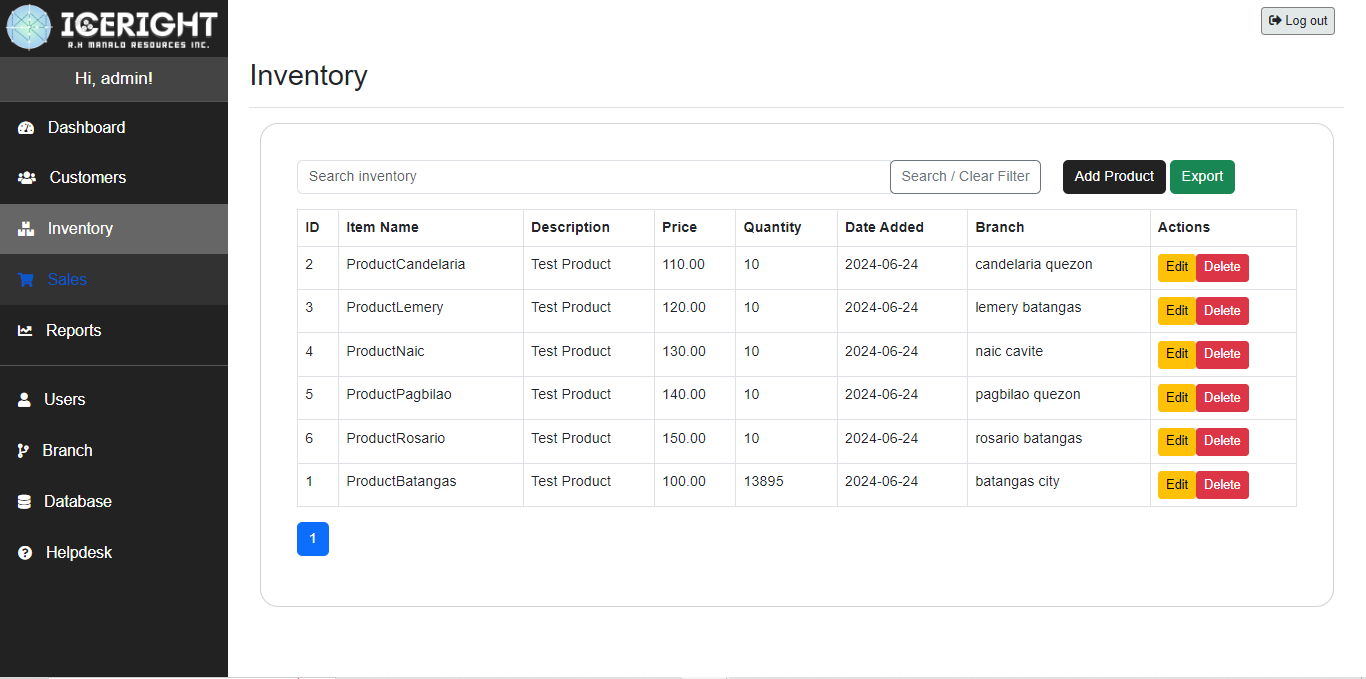 ICERIGHT
R.H MANALO RESOURCES INC.
Log out
Hi, admin!
Dashboard
Customers
Inventory
Sales
Reports
Users
Branch
Database
Helpdesk
Inventory
Search inventory Search / Clear Filter Add Product Export
ID Item Name Description Price Quantity Date Added Branch Actions
2 ProductCandelaria Test Product 110.00 10 2024-06-24 candelaria quezon Edit Delete
3 ProductLemery Test Product 120.00 10 2024-06-24 lemery batangas Edit Delete
4 ProductNaic Test Product 130.00 10 2024-06-24 naic cavite Edit Delete
5 ProductPagbilao Test Product 140.00 10 2024-06-24 pagbilao quezon Edit Delete
6 ProductRosario Test Product 150.00 10 2024-06-24 rosario batangas Edit Delete
1 ProductBatangas Test Product 100.00 13895 2024-06-24 batangas city Edit Delete
1